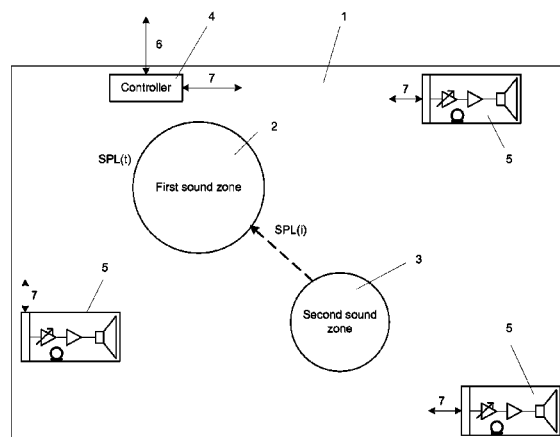 4
1
6
Controller
7
7
5
2
SPL(t)
First sound zone
SPL(i)
3
5
7
Second sound
zone
5
7